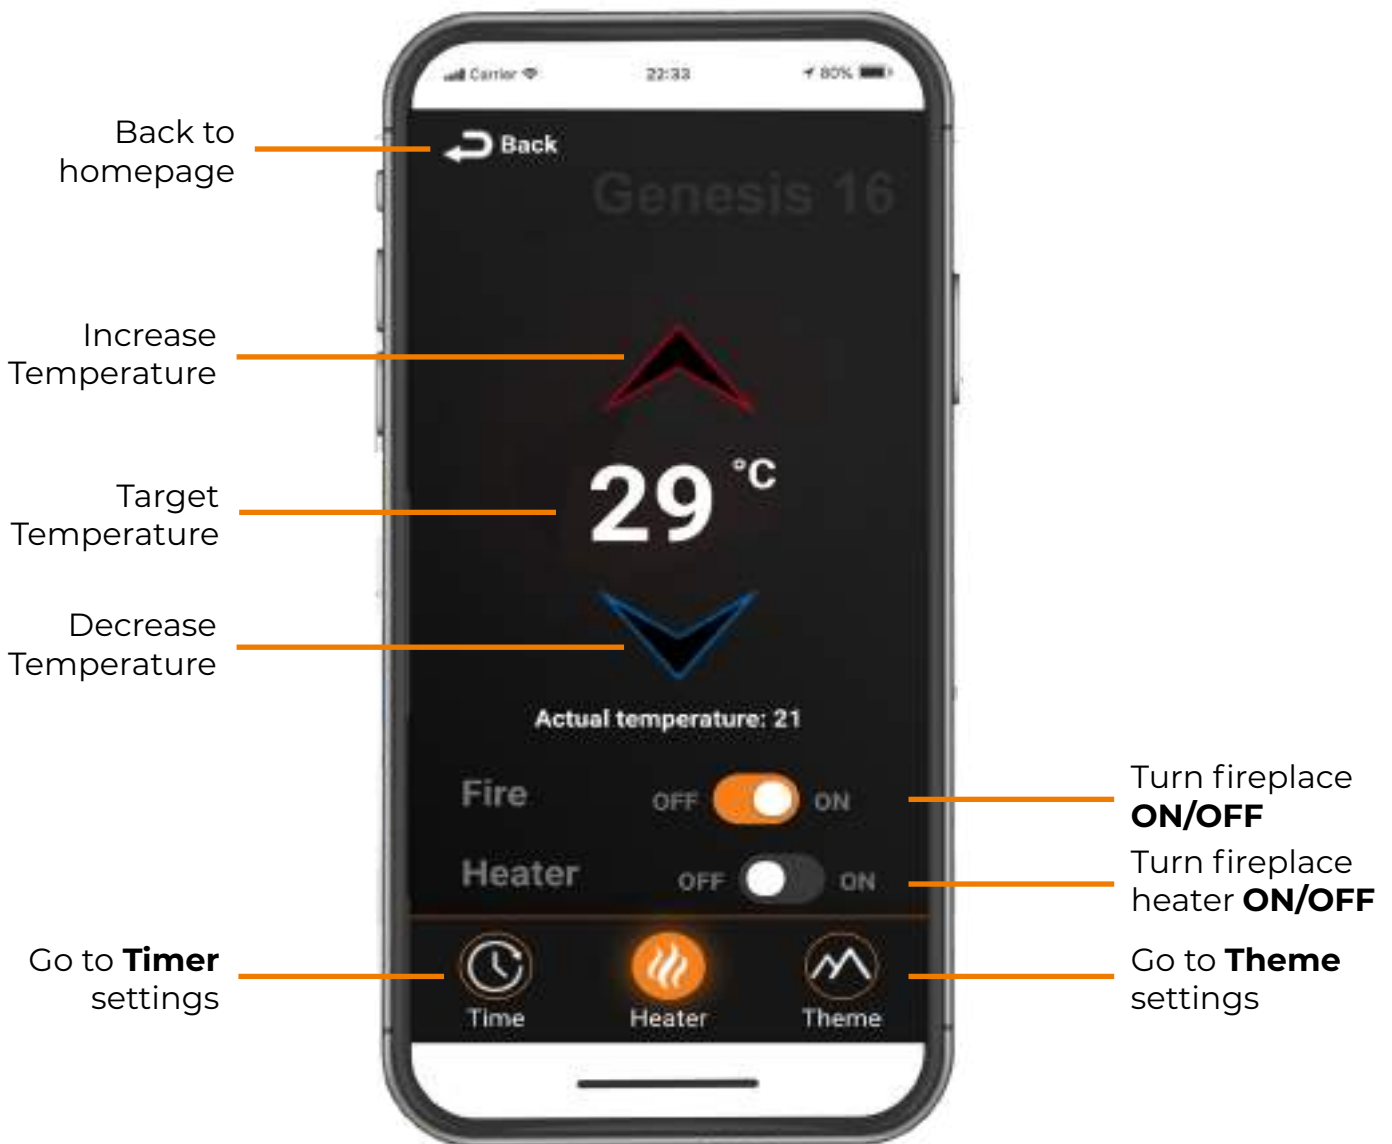 Carrier 22:33 80%
Back to
homepage
Back
Genesis 16
Increase
Temperature
29 °C
Target
Temperature
Decrease
Temperature
Actual temperature: 21
Fire OFF ON
Turn fireplace
ON/OFF
Heater OFF ON
Turn fireplace
heater ON/OFF
Go to Timer
settings
Time
Heater
Theme
Go to Theme
settings